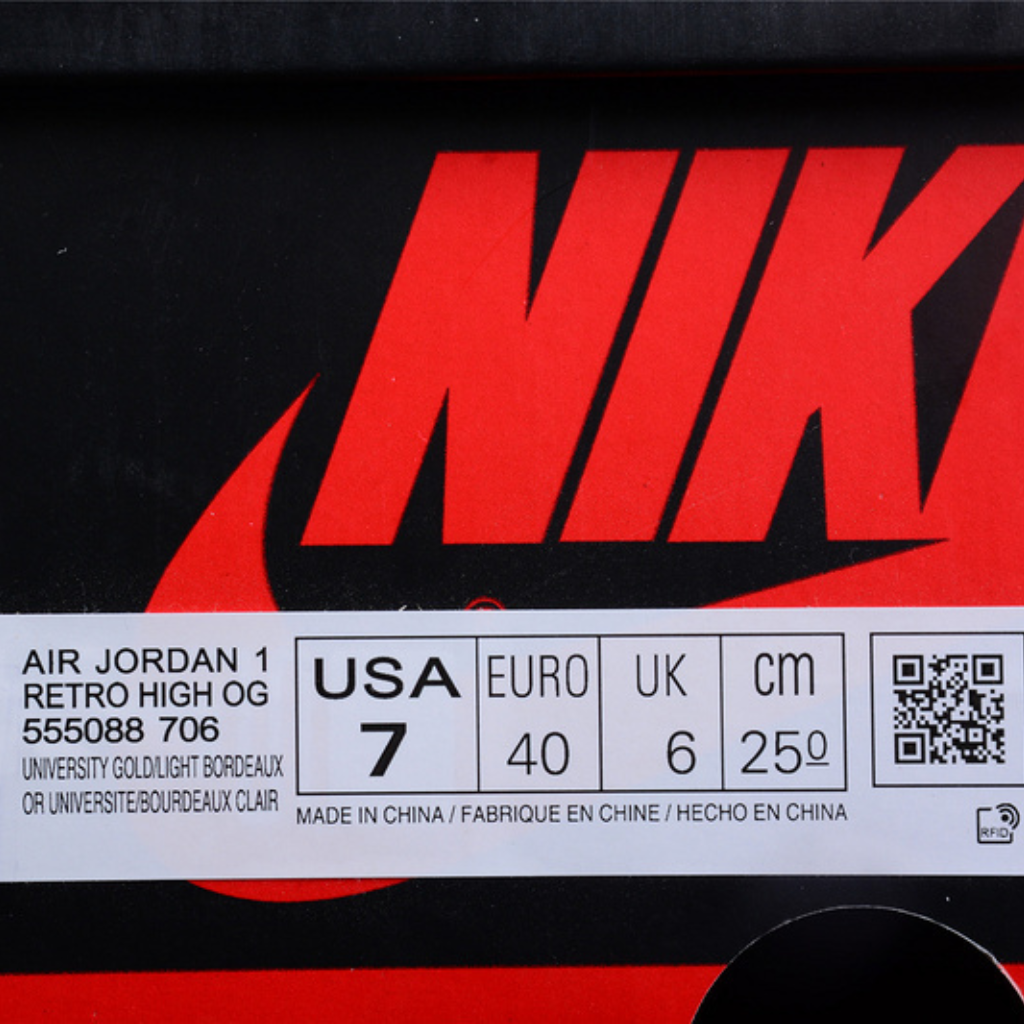 NIKE
AIR JORDAN 1
RETRO HIGH OG
555088 706
UNIVERSITY GOLD/LIGHT BORDEAUX
OR UNIVERSITE/BOURDEAUX CLAIR
USA EURO UK cm
7 40 6 25º
MADE IN CHINA / FABRIQUE EN CHINE / HECHO EN CHINA
RFID